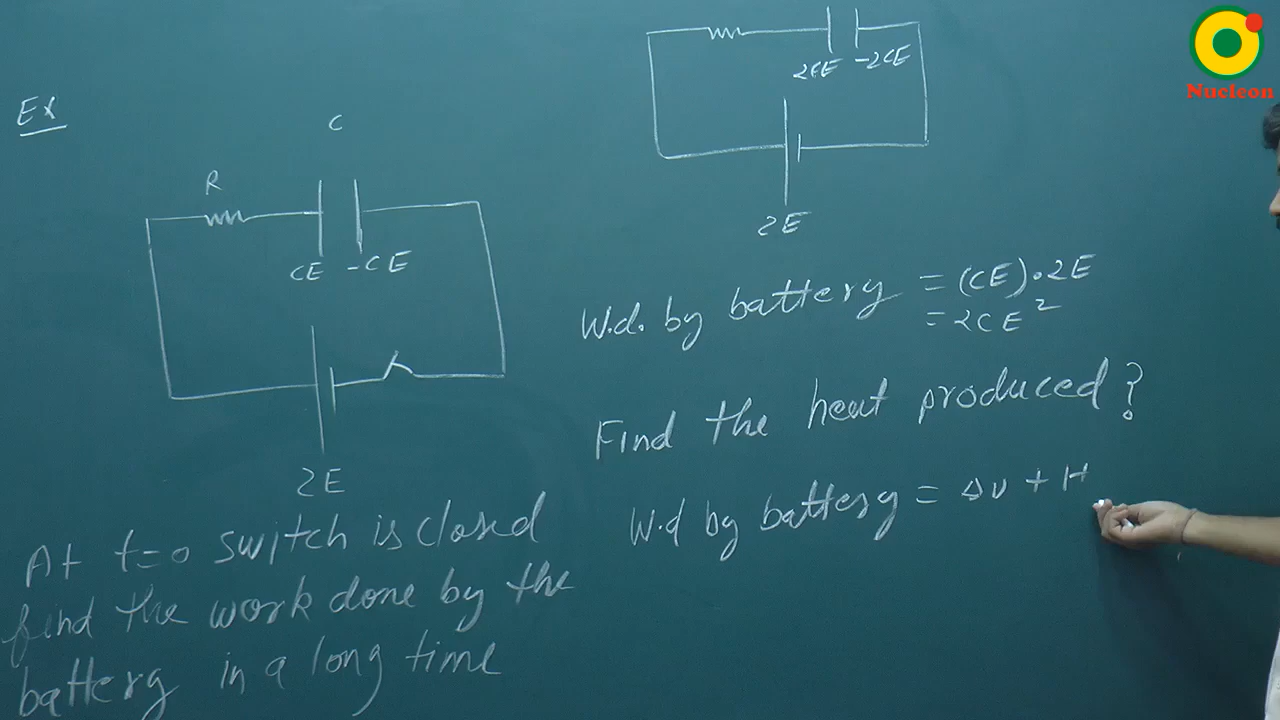 Ex
C
R
CE -CE
2E
At t=0 switch is closed
find the work done by the
battery in a long time
2CE -2CE
2E
W.d. by battery = (CE).2E
= 2CE²
Find the heat produced?
W.d by battery = ΔU + H
Nucleon